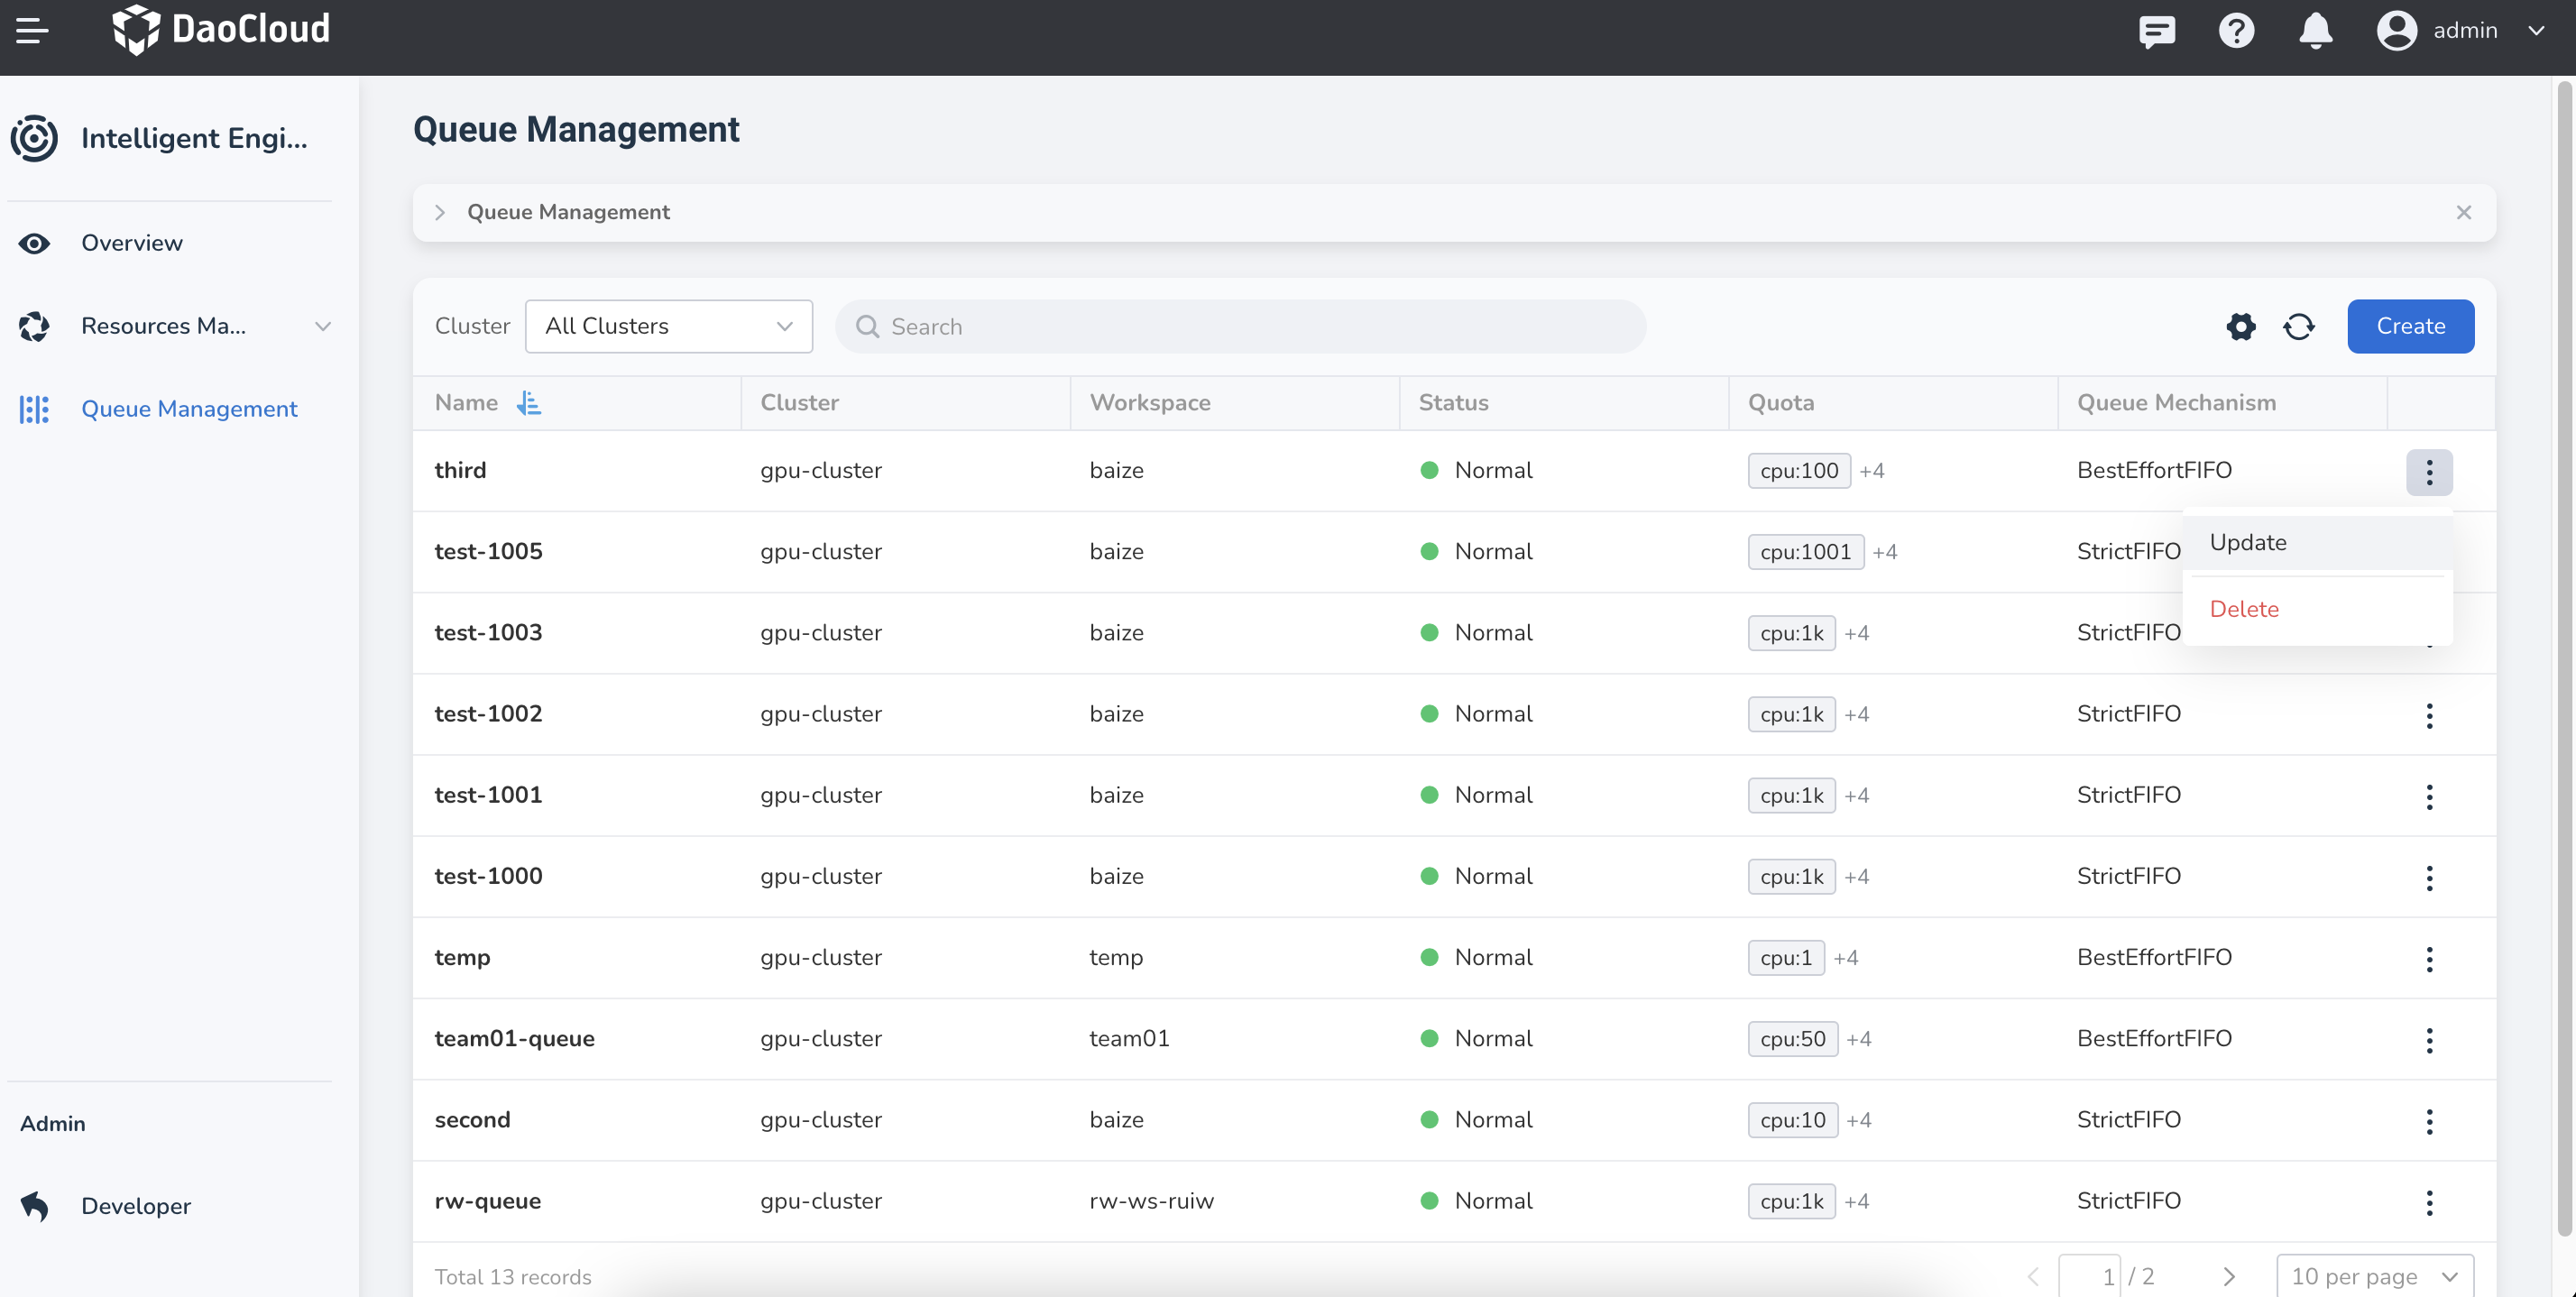 DaoCloud
admin
Intelligent Engi...
Overview
Resources Ma...
Queue Management
Admin
Developer
Queue Management
Queue Management
Cluster All Clusters Search Create
Name Cluster Workspace Status Quota Queue Mechanism
third gpu-cluster baize Normal cpu:100 +4 BestEffortFIFO
Update
Delete
test-1005 gpu-cluster baize Normal cpu:1001 +4 StrictFIFO
test-1003 gpu-cluster baize Normal cpu:1k +4 StrictFIFO
test-1002 gpu-cluster baize Normal cpu:1k +4 StrictFIFO
test-1001 gpu-cluster baize Normal cpu:1k +4 StrictFIFO
test-1000 gpu-cluster baize Normal cpu:1k +4 StrictFIFO
temp gpu-cluster temp Normal cpu:1 +4 BestEffortFIFO
team01-queue gpu-cluster team01 Normal cpu:50 +4 BestEffortFIFO
second gpu-cluster baize Normal cpu:10 +4 StrictFIFO
rw-queue gpu-cluster rw-ws-ruiw Normal cpu:1k +4 StrictFIFO
Total 13 records 1 / 2 10 per page